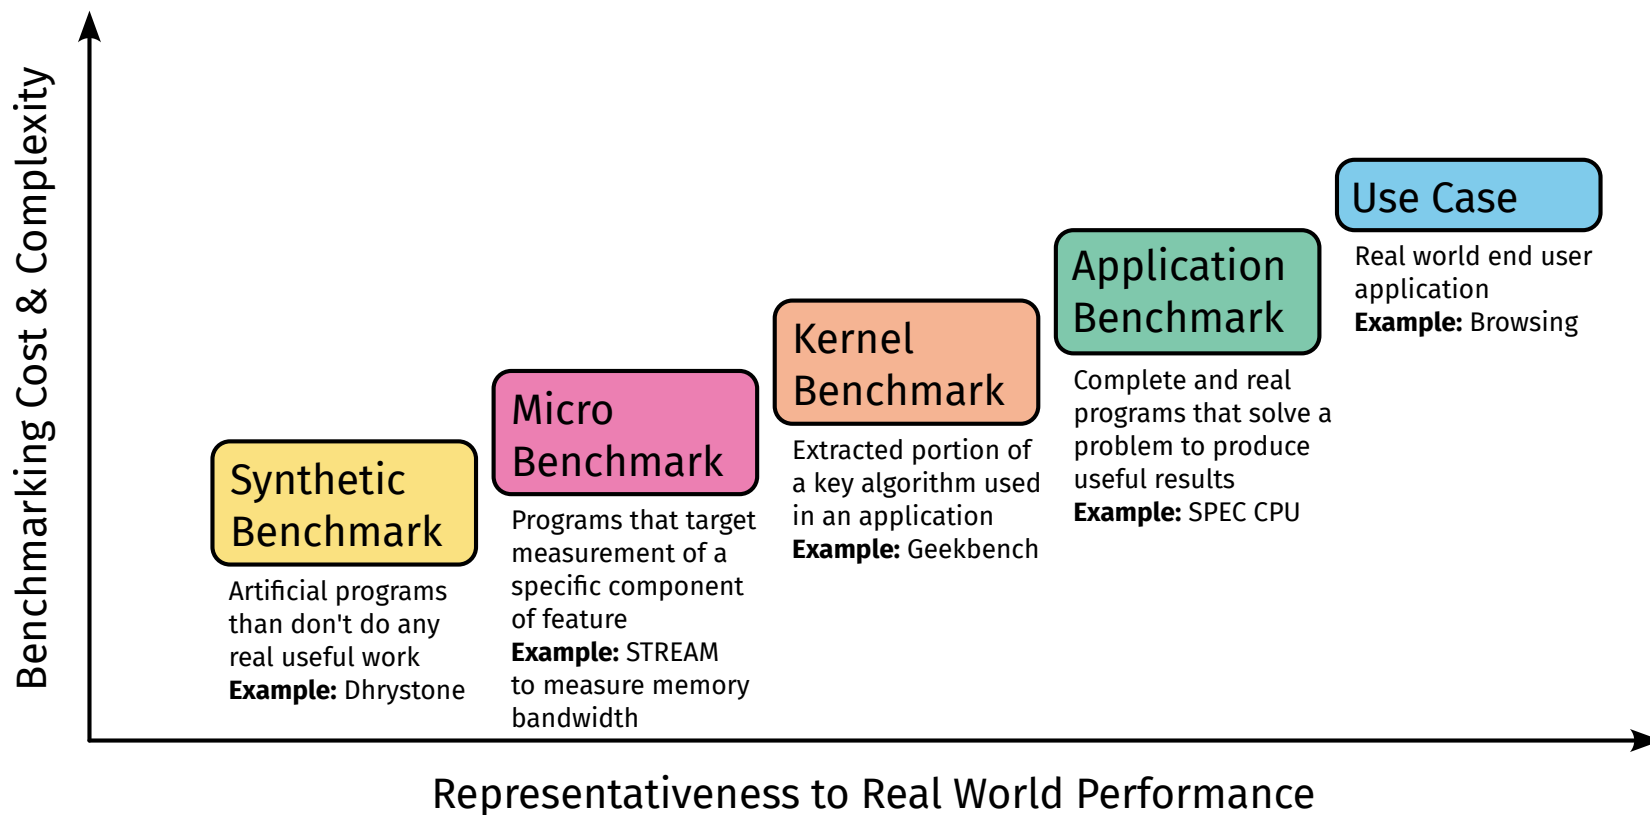 Benchmarking Cost & Complexity
Synthetic
Benchmark
Artificial programs
than don't do any
real useful work
Example: Dhrystone
Micro
Benchmark
Programs that target
measurement of a
specific component
of feature
Example: STREAM
to measure memory
bandwidth
Kernel
Benchmark
Extracted portion of
a key algorithm used
in an application
Example: Geekbench
Application
Benchmark
Complete and real
programs that solve a
problem to produce
useful results
Example: SPEC CPU
Use Case
Real world end user
application
Example: Browsing
Representativeness to Real World Performance